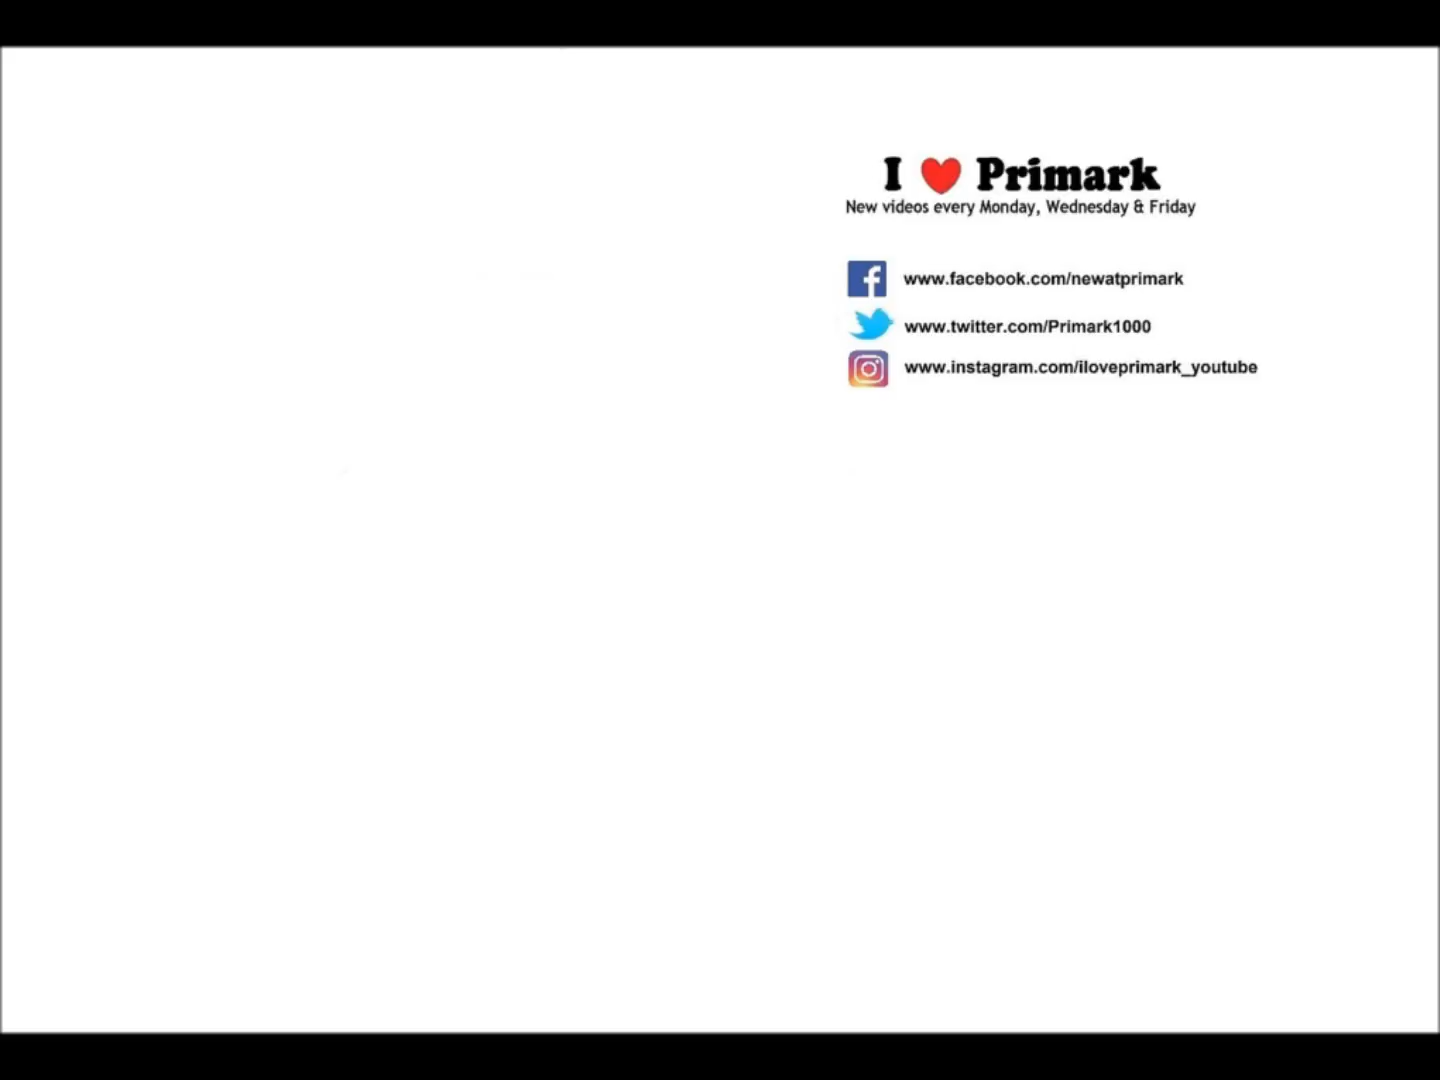 I ❤ Primark
New videos every Monday, Wednesday & Friday
www.facebook.com/newatprimark
www.twitter.com/Primark1000
www.instagram.com/iloveprimark_youtube